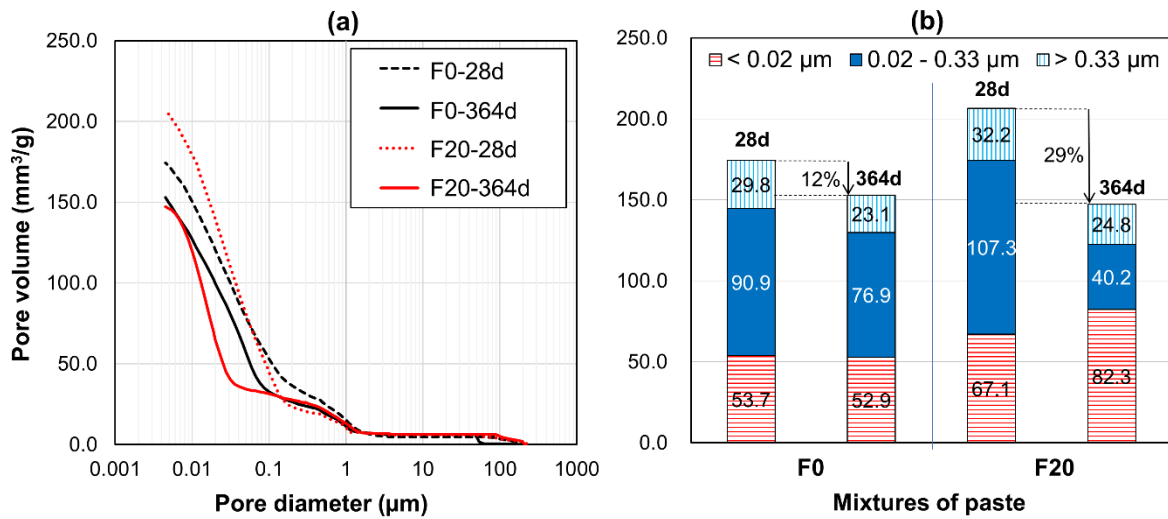 (a)
Pore volume (mm³/g)
250.0
200.0
150.0
100.0
50.0
0.0
0.001 0.01 0.1 1 10 100 1000
Pore diameter (µm)
F0-28d
F0-364d
F20-28d
F20-364d
(b)
250.0
200.0
150.0
100.0
50.0
0.0
< 0.02 µm 0.02 - 0.33 µm > 0.33 µm
28d
29.8
90.9
53.7
12%
364d
23.1
76.9
52.9
28d
32.2
107.3
67.1
29%
364d
24.8
40.2
82.3
F0 F20
Mixtures of paste